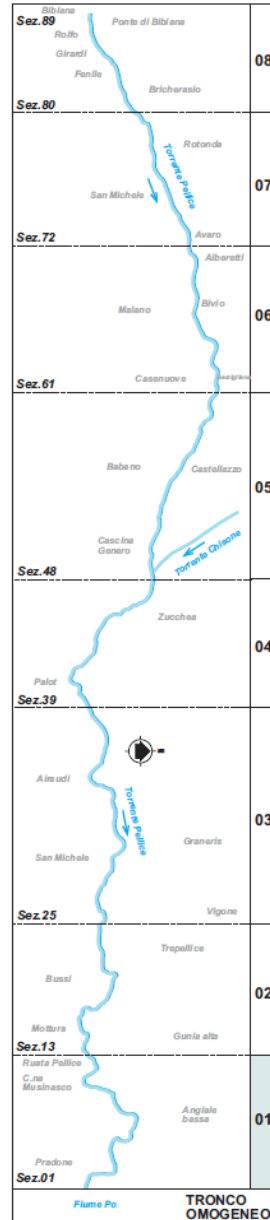 Bibiana
Sez.89
Ponte di Bibiana
08
Rolfo
Girardi
Fenile
Bricherasio
Sez.80
Rotonda
Torrente Pellice
07
San Michele
Avaro
Sez.72
Alberetti
Bivio
06
Malano
Casenuove
Sez.61
05
Babano
Castellazzo
Cascina
Genero
Torrente Chisone
Sez.48
Zucchea
04
Palot
Sez.39
Airaudi
Torrente Pellice
03
Graneris
San Michele
Vigone
Sez.25
Trepellice
Bussi
02
Mottura
Gunia alta
Sez.13
Ruata Pellice
C.na
Musinasco
Angiale
bassa
01
Pradone
Sez.01
Fiume Po
TRONCO
OMOGENEO